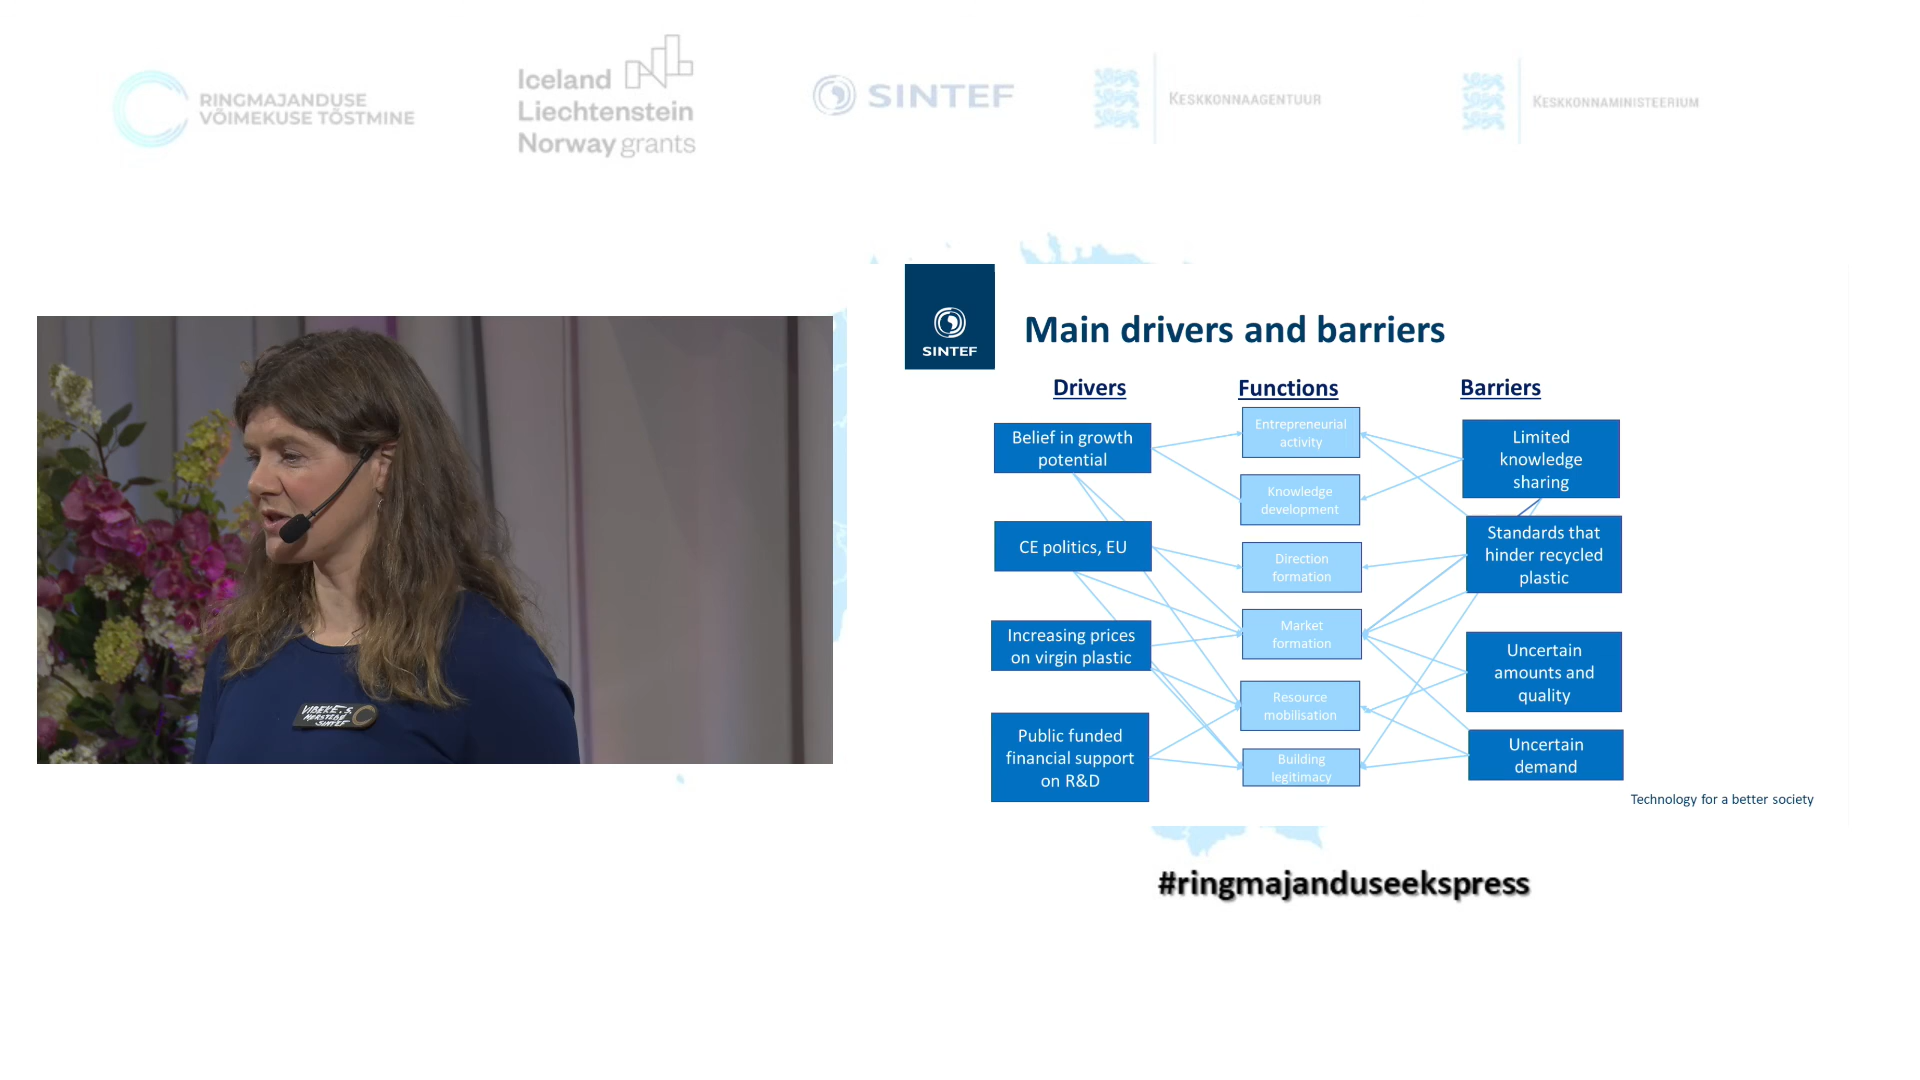 RINGMAJANDUSE
VÕIMEKUSE TÕSTMINE
Iceland
Liechtenstein
Norway grants
SINTEF
KESKKONNAAGENTUUR
KESKKONNAMINISTEERIUM
SINTEF
Main drivers and barriers
Drivers
Functions
Barriers
Belief in growth
potential
CE politics, EU
Increasing prices
on virgin plastic
Public funded
financial support
on R&D
Entrepreneurial
activity
Knowledge
development
Direction
formation
Market
formation
Resource
mobilisation
Building
legitimacy
Limited
knowledge
sharing
Standards that
hinder recycled
plastic
Uncertain
amounts and
quality
Uncertain
demand
Technology for a better society
VIBEKE S.
NERSTEBU
SINTEF
#ringmajanduseekspress